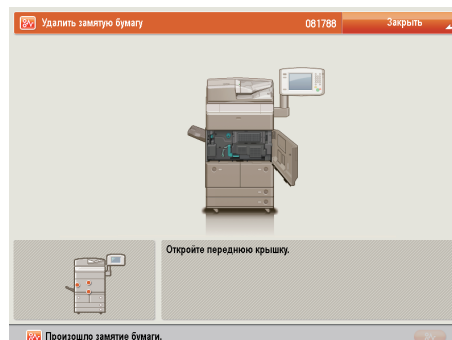 Удалить замятую бумагу 081788 Закрыть
Откройте переднюю крышку.
Произошло замятие бумаги.